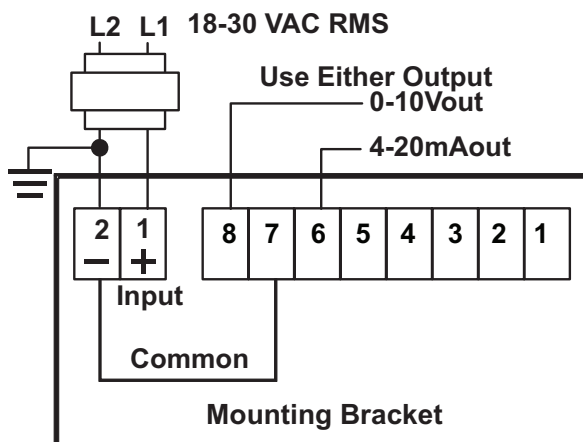 L2 L1 18-30 VAC RMS
Use Either Output
0-10Vout
4-20mAout
2 1 8 7 6 5 4 3 2 1
− +
Input
Common
Mounting Bracket